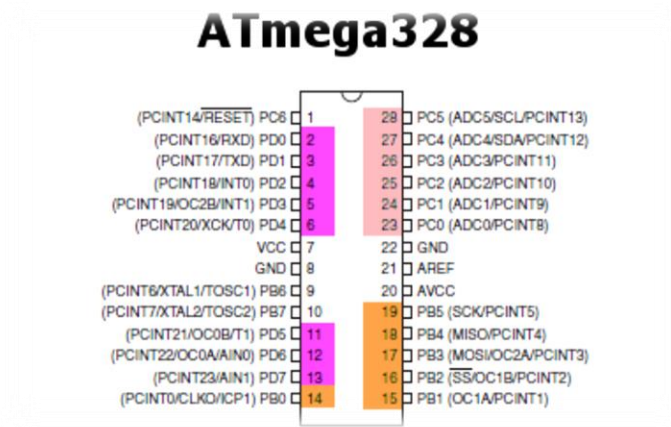 ATmega328
(PCINT14/RESET) PC6 1 28 PC5 (ADC5/SCL/PCINT13)
(PCINT16/RXD) PD0 2 27 PC4 (ADC4/SDA/PCINT12)
(PCINT17/TXD) PD1 3 26 PC3 (ADC3/PCINT11)
(PCINT18/INT0) PD2 4 25 PC2 (ADC2/PCINT10)
(PCINT19/OC2B/INT1) PD3 5 24 PC1 (ADC1/PCINT9)
(PCINT20/XCK/T0) PD4 6 23 PC0 (ADC0/PCINT8)
VCC 7 22 GND
GND 8 21 AREF
(PCINT6/XTAL1/TOSC1) PB6 9 20 AVCC
(PCINT7/XTAL2/TOSC2) PB7 10 19 PB5 (SCK/PCINT5)
(PCINT21/OC0B/T1) PD5 11 18 PB4 (MISO/PCINT4)
(PCINT22/OC0A/AIN0) PD6 12 17 PB3 (MOSI/OC2A/PCINT3)
(PCINT23/AIN1) PD7 13 16 PB2 (SS/OC1B/PCINT2)
(PCINT0/CLKO/ICP1) PB0 14 15 PB1 (OC1A/PCINT1)